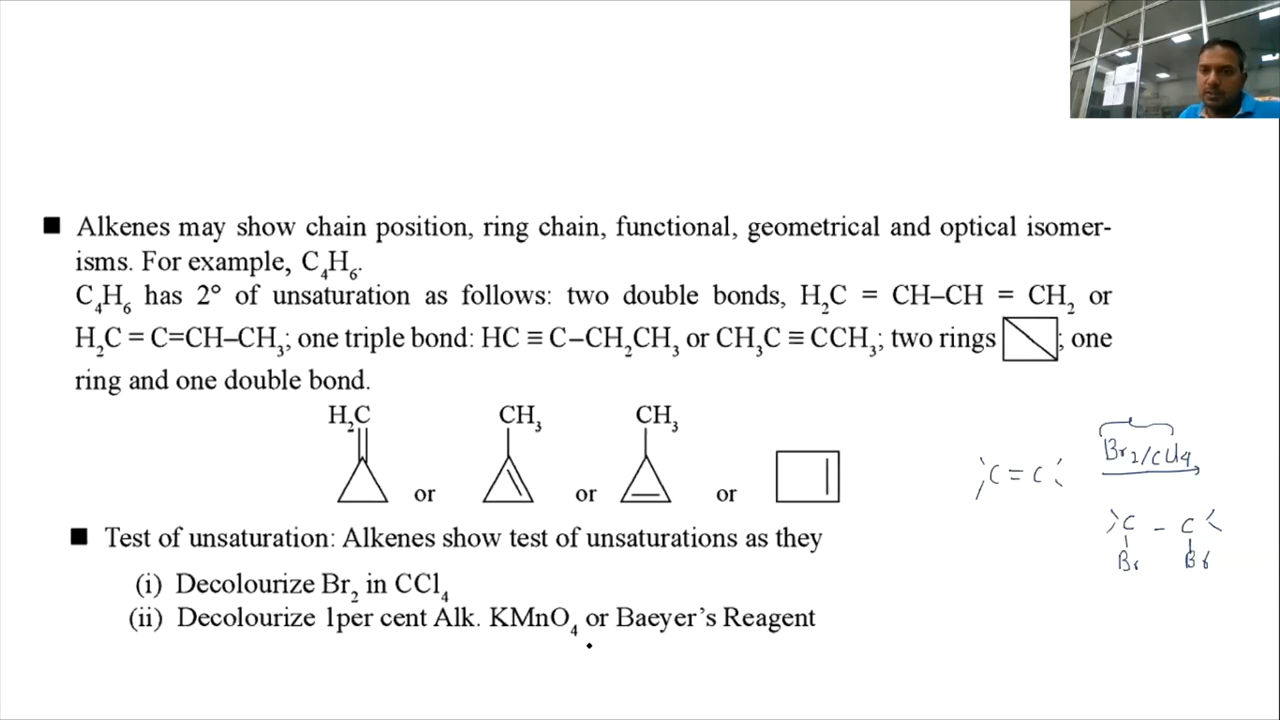 ■ Alkenes may show chain position, ring chain, functional, geometrical and optical isomer-
isms. For example, C₄H₆.
C₄H₆ has 2° of unsaturation as follows: two double bonds, H₂C = CH–CH = CH₂ or
H₂C = C=CH–CH₃; one triple bond: HC ≡ C–CH₂CH₃ or CH₃C ≡ CCH₃; two rings ; one
ring and one double bond.
H₂C CH₃ CH₃
or or or
■ Test of unsaturation: Alkenes show test of unsaturations as they
(i) Decolourize Br₂ in CCl₄
(ii) Decolourize 1per cent Alk. KMnO₄ or Baeyer’s Reagent
C = C Br₂/CCl₄
C – C
Br Br